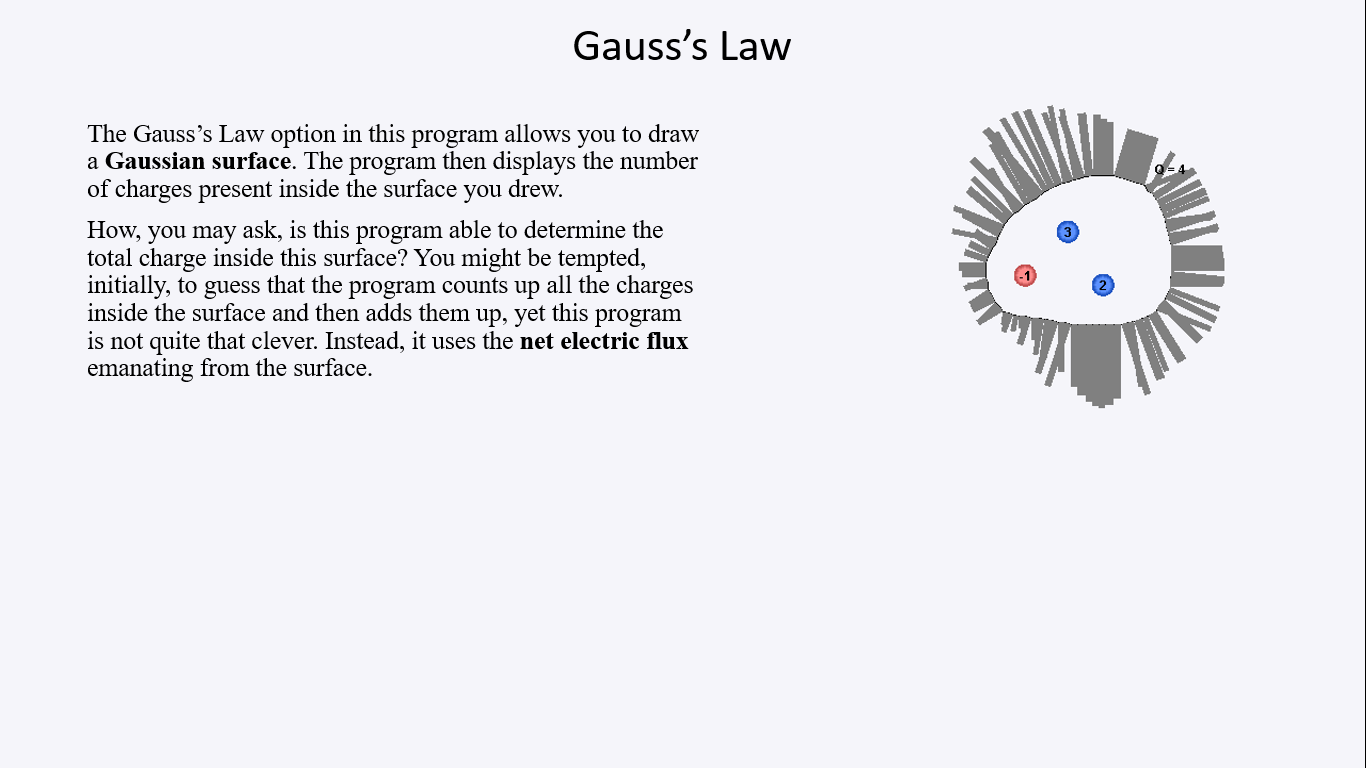 Gauss’s Law
The Gauss’s Law option in this program allows you to draw
a Gaussian surface. The program then displays the number
of charges present inside the surface you drew.
How, you may ask, is this program able to determine the
total charge inside this surface? You might be tempted,
initially, to guess that the program counts up all the charges
inside the surface and then adds them up, yet this program
is not quite that clever. Instead, it uses the net electric flux
emanating from the surface.
Q = 4
3
-1
2